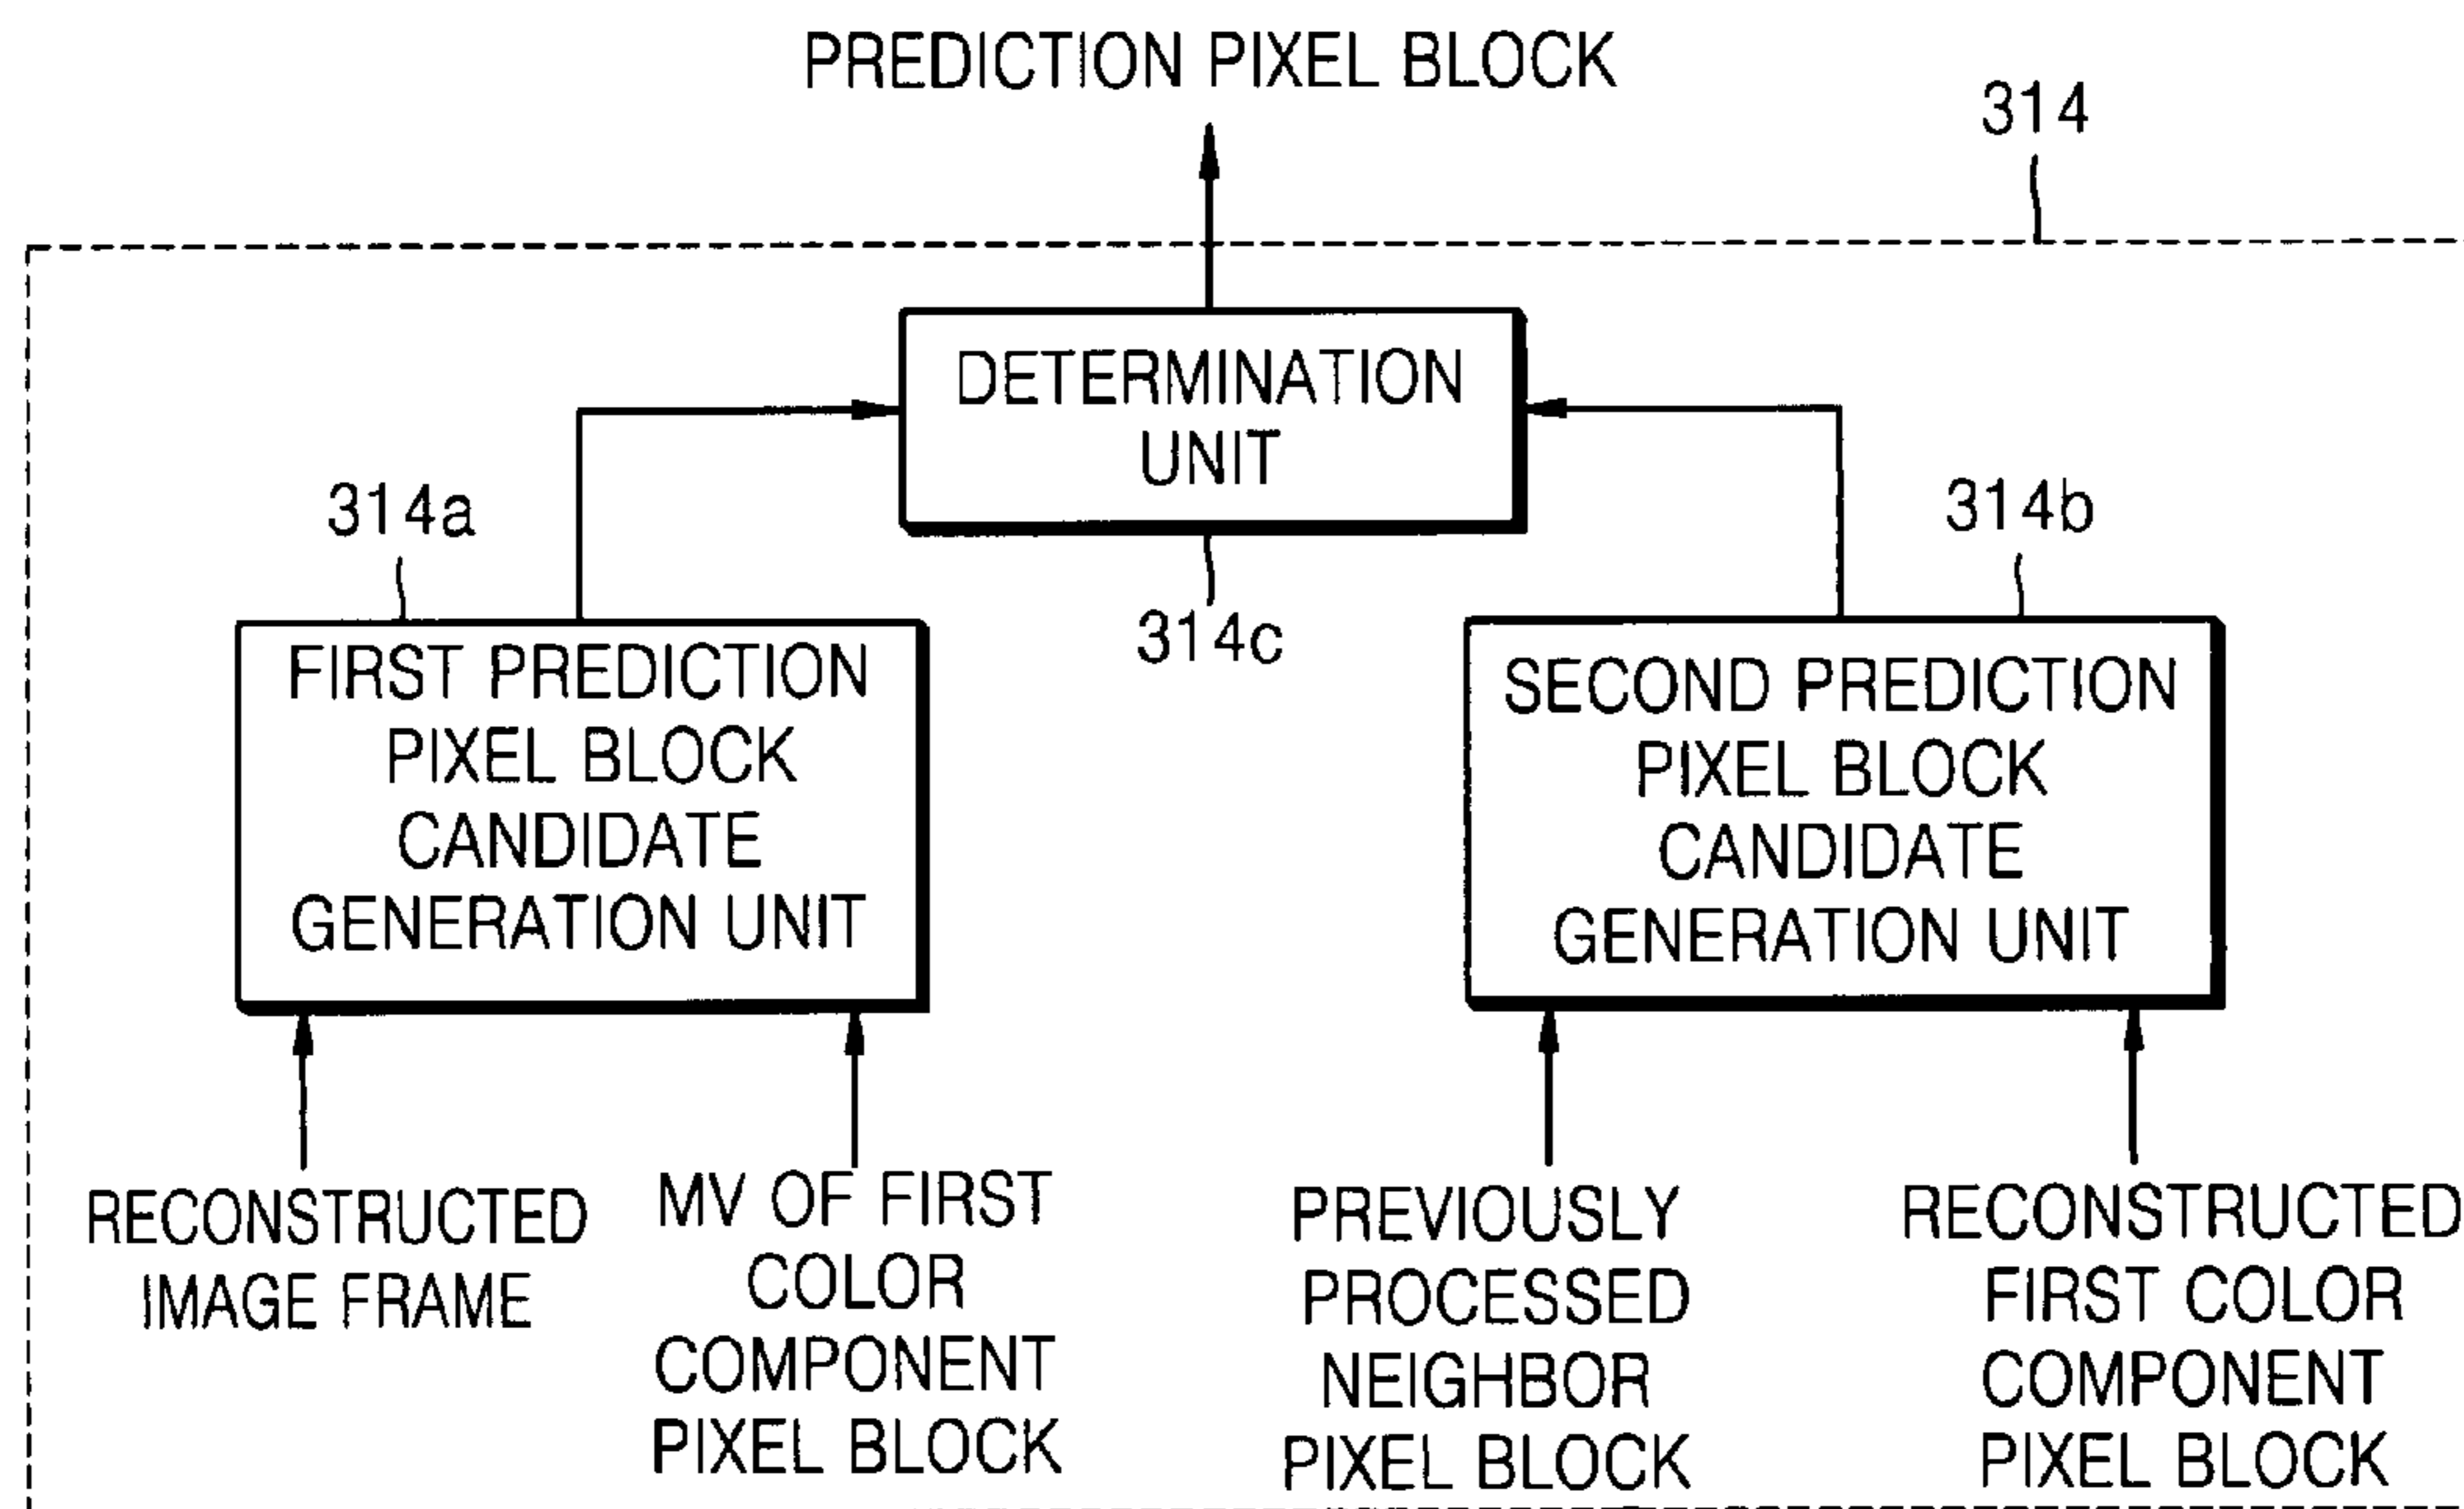 PREDICTION PIXEL BLOCK
314
DETERMINATION
UNIT
314a
314b
314c
FIRST PREDICTION
PIXEL BLOCK
CANDIDATE
GENERATION UNIT
SECOND PREDICTION
PIXEL BLOCK
CANDIDATE
GENERATION UNIT
RECONSTRUCTED
IMAGE FRAME
MV OF FIRST
COLOR
COMPONENT
PIXEL BLOCK
PREVIOUSLY
PROCESSED
NEIGHBOR
PIXEL BLOCK
RECONSTRUCTED
FIRST COLOR
COMPONENT
PIXEL BLOCK